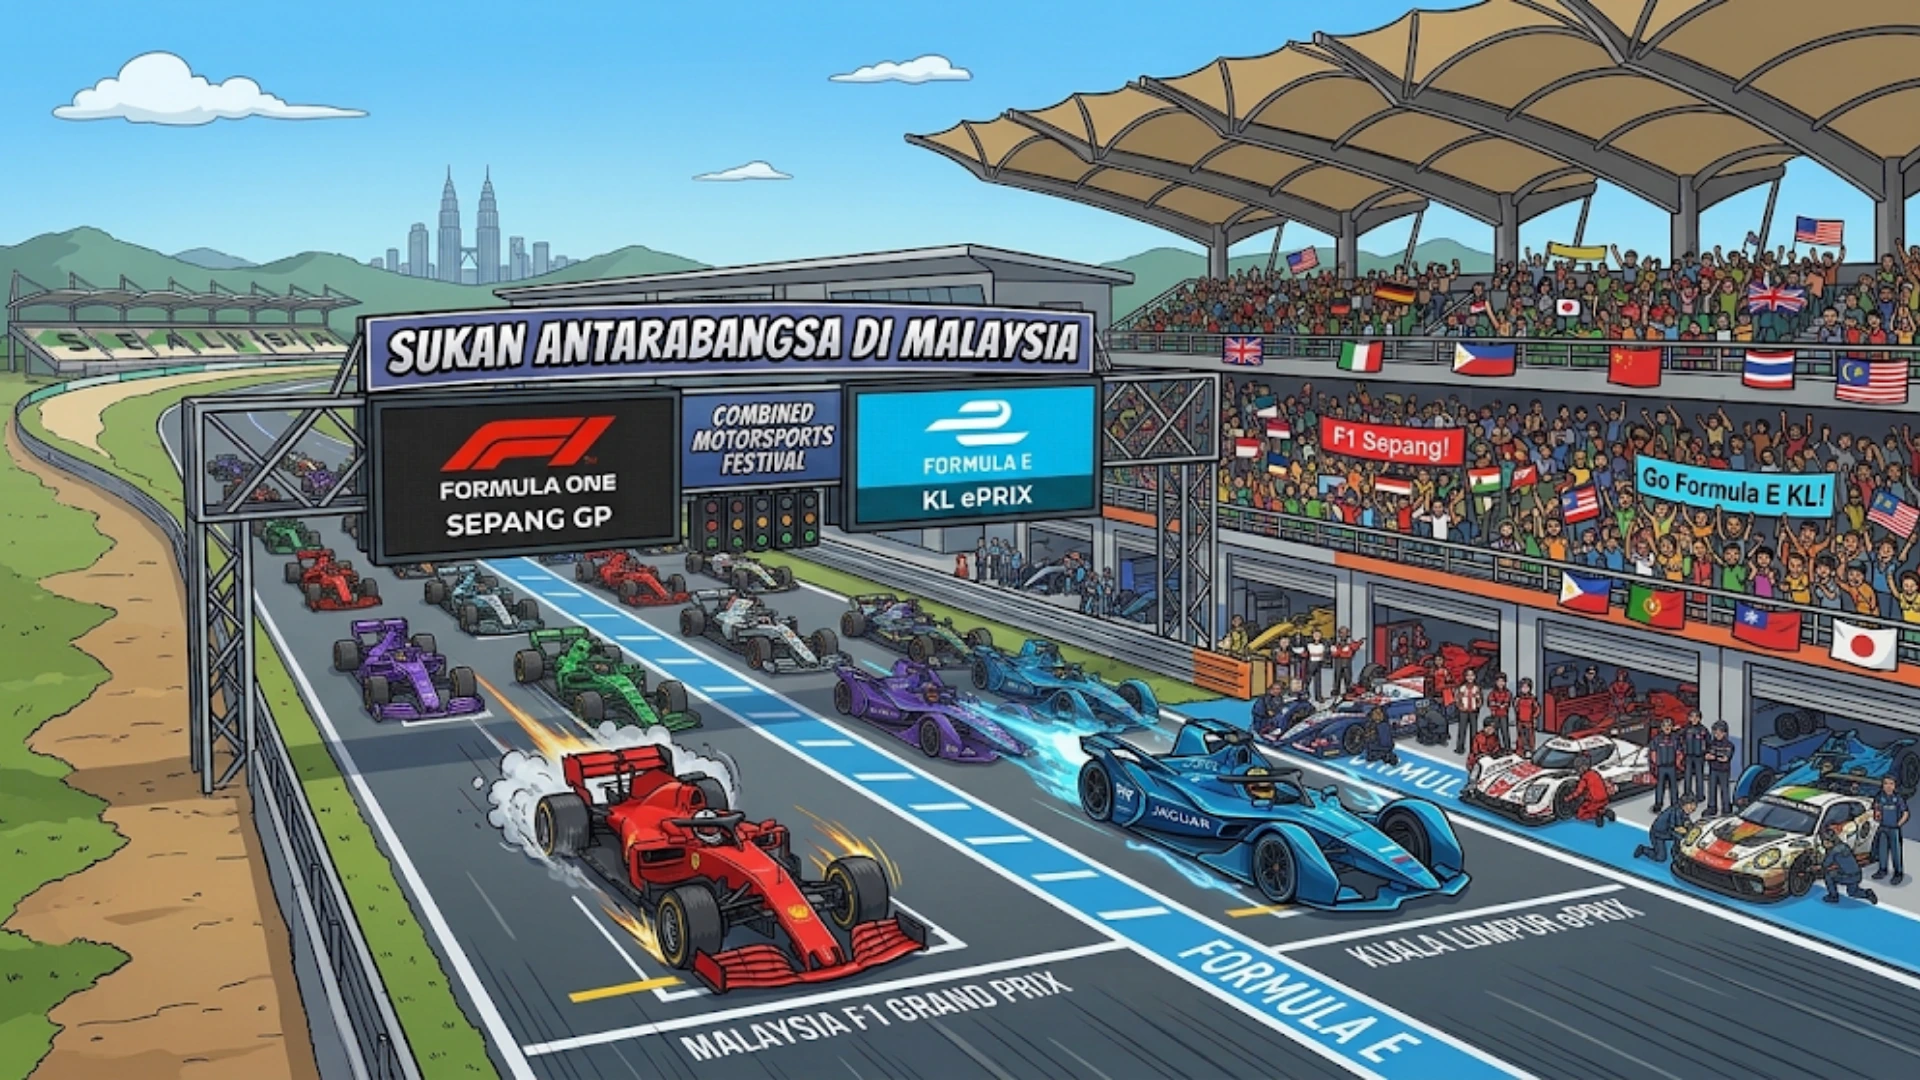 SUKAN ANTARABANGSA DI MALAYSIA
FORMULA ONE
SEPANG GP
COMBINED
MOTORSPORTS
FESTIVAL
FORMULA E
KL ePRIX
F1 Sepang!
Go Formula E KL!
JAGUAR
MALAYSIA F1 GRAND PRIX
FORMULA E
KUALA LUMPUR ePRIX